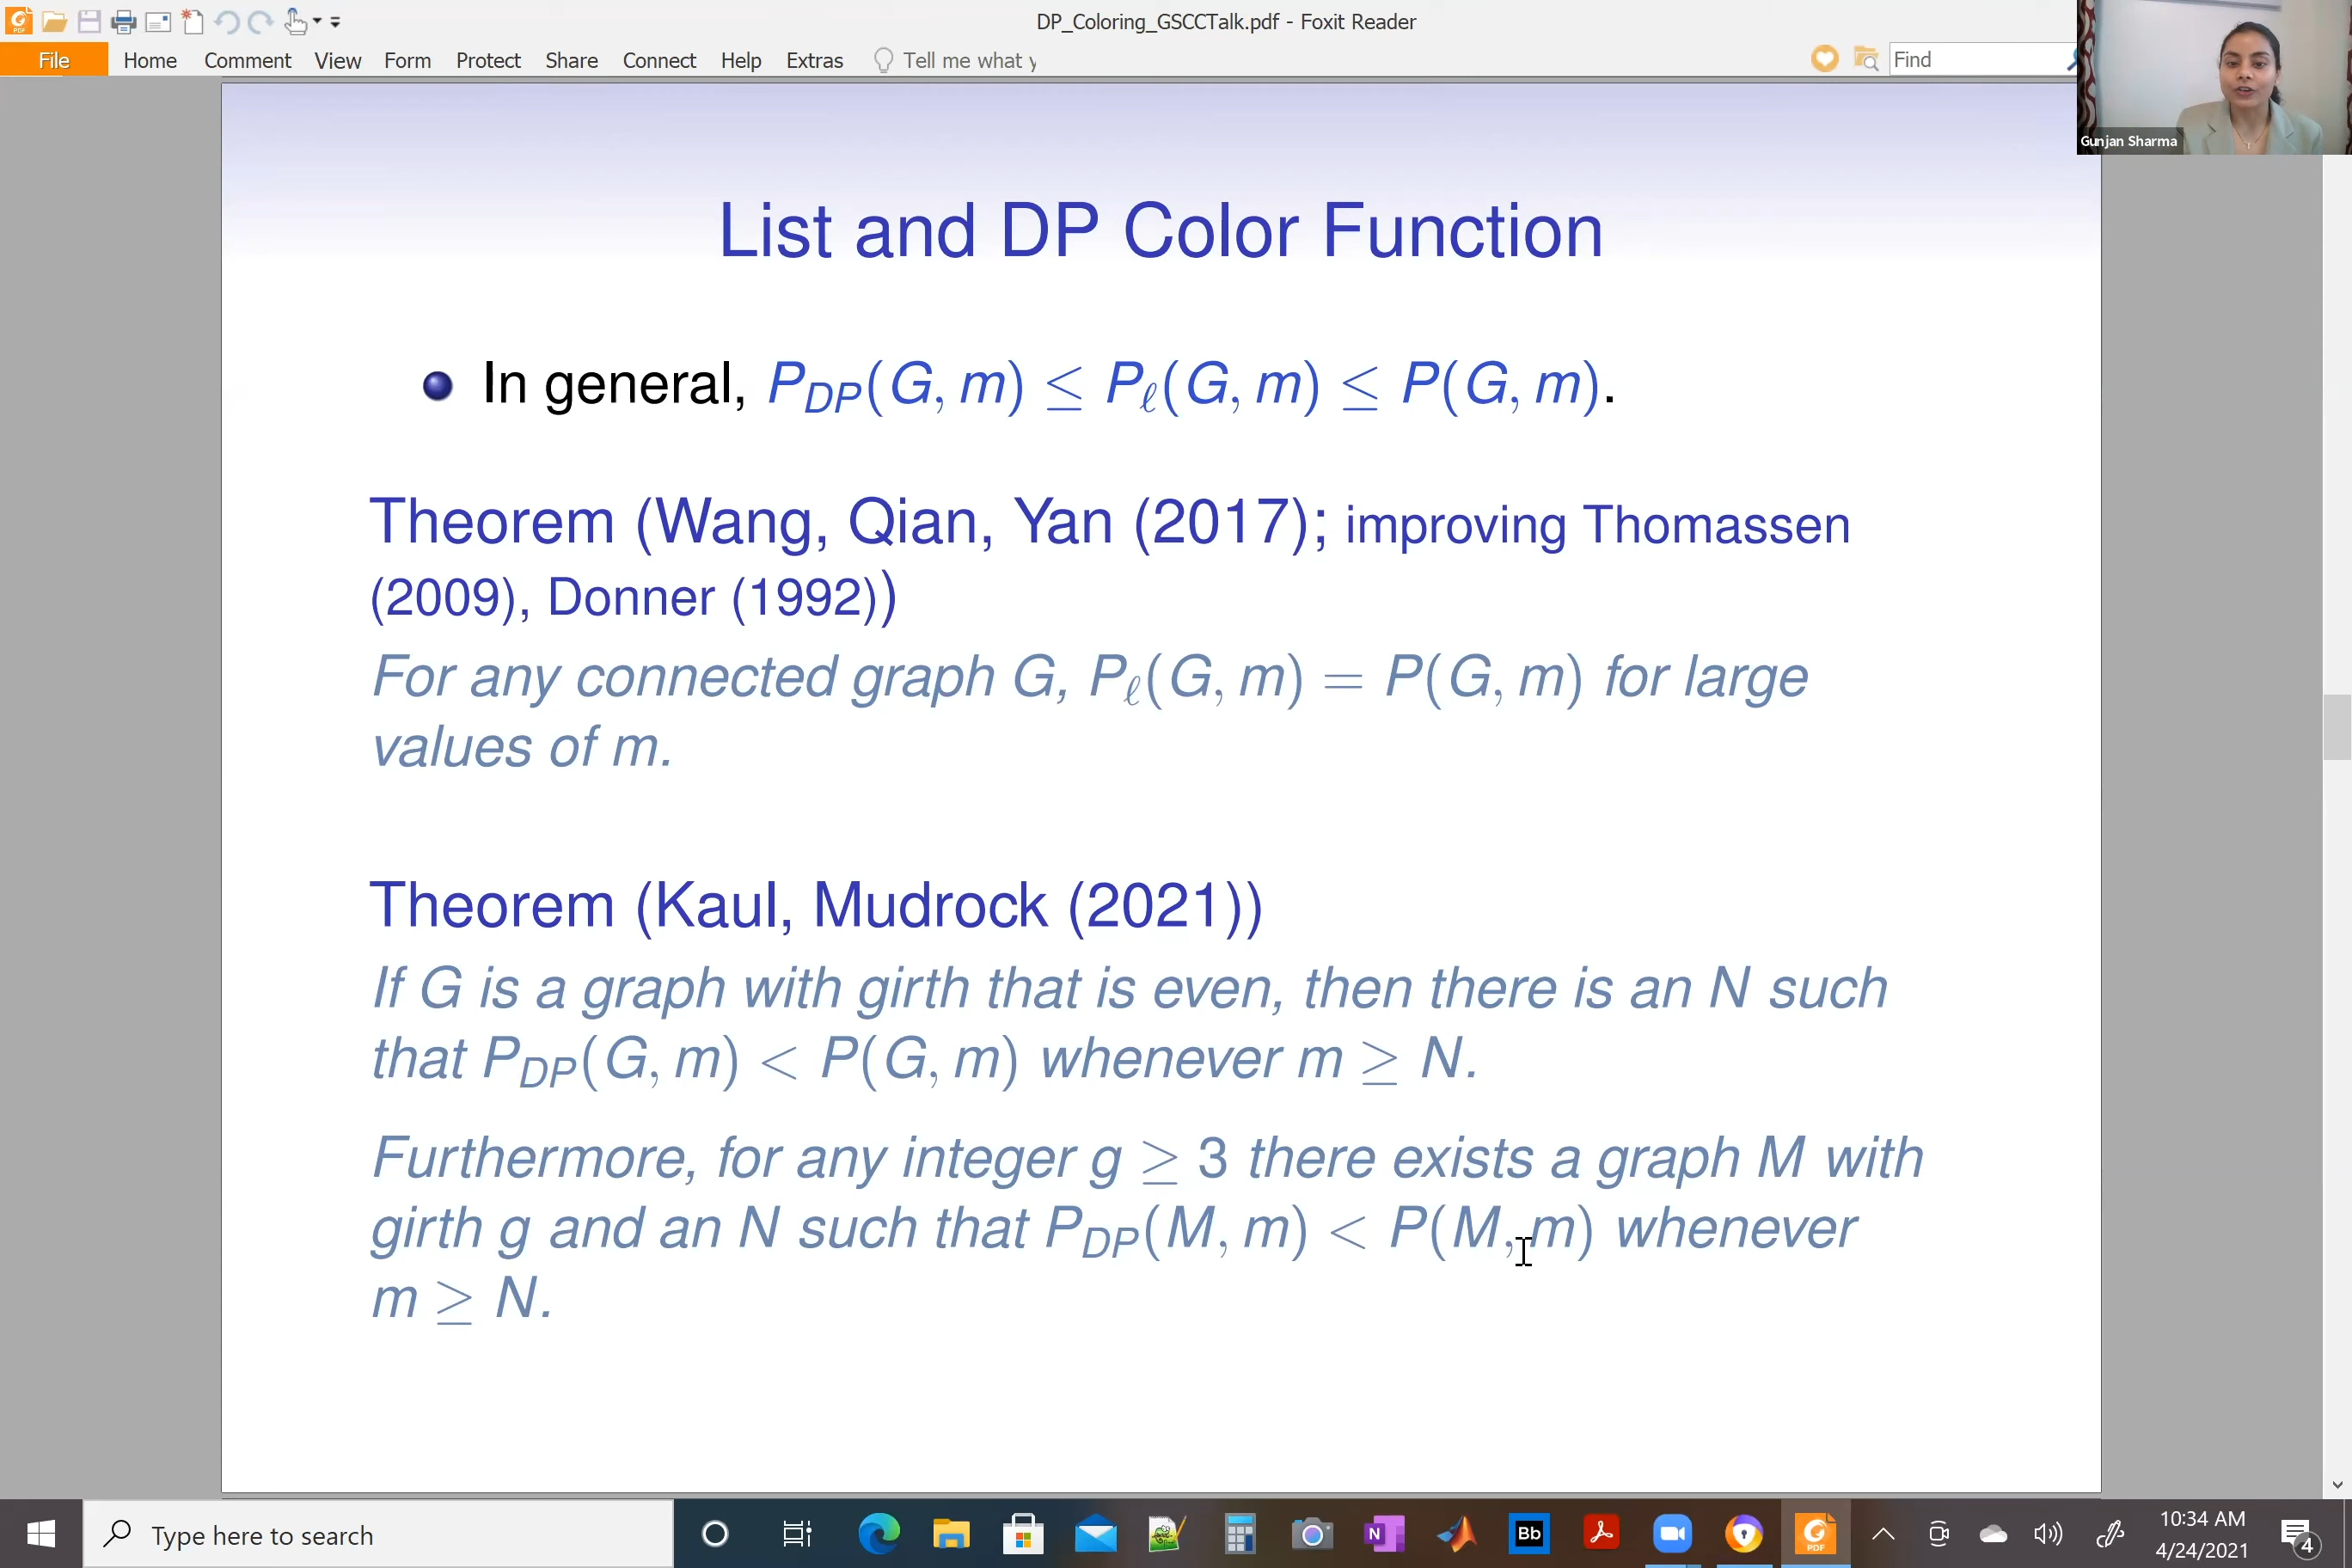 DP_Coloring_GSCCTalk.pdf - Foxit Reader
File Home Comment View Form Protect Share Connect Help Extras Tell me what y Find
Gunjan Sharma
List and DP Color Function
In general, P_DP(G, m) ≤ P_ℓ(G, m) ≤ P(G, m).
Theorem (Wang, Qian, Yan (2017); improving Thomassen
(2009), Donner (1992))
For any connected graph G, P_ℓ(G, m) = P(G, m) for large
values of m.
Theorem (Kaul, Mudrock (2021))
If G is a graph with girth that is even, then there is an N such
that P_DP(G, m) < P(G, m) whenever m ≥ N.
Furthermore, for any integer g ≥ 3 there exists a graph M with
girth g and an N such that P_DP(M, m) < P(M, m) whenever
m ≥ N.
Type here to search
Bb
N
PDF
10:34 AM
4/24/2021
4